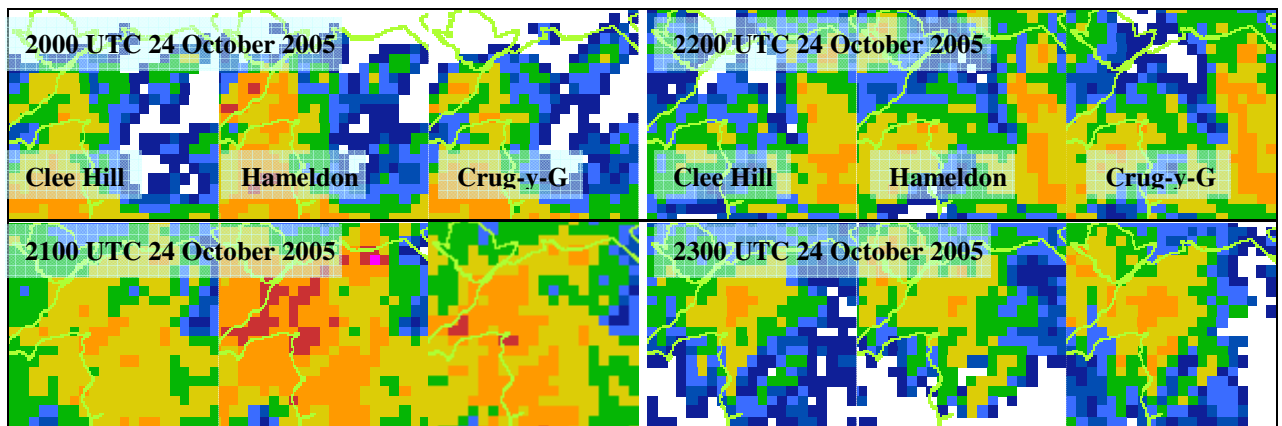 2000 UTC 24 October 2005
2200 UTC 24 October 2005
Clee Hill
Hameldon
Crug-y-G
Clee Hill
Hameldon
Crug-y-G
2100 UTC 24 October 2005
2300 UTC 24 October 2005